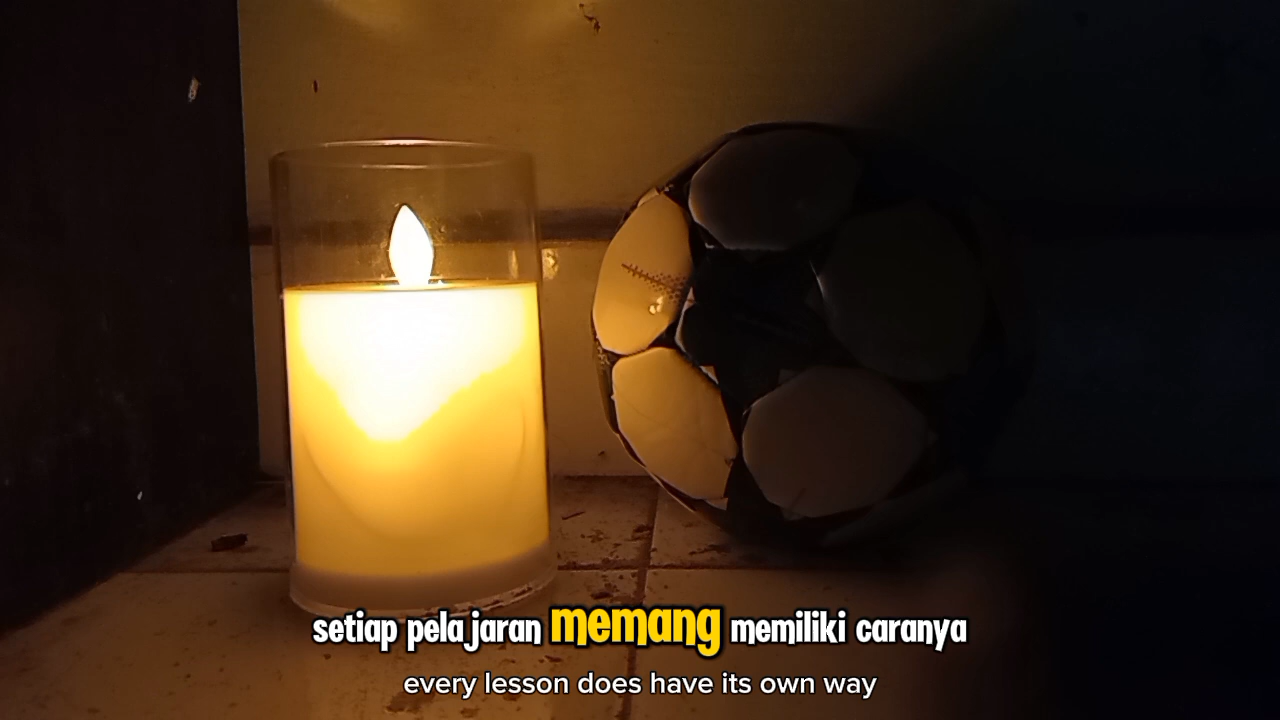 setiap pelajaran memang memiliki caranya
every lesson does have its own way